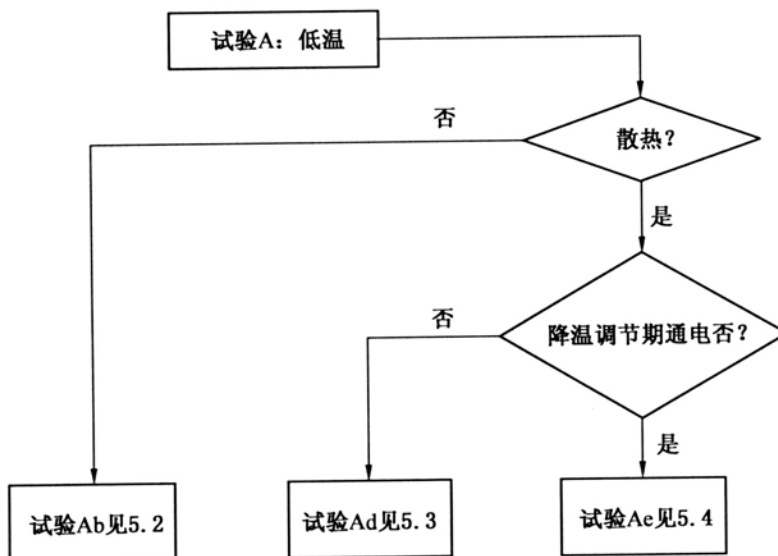 试验A：低温
否
散热？
是
否
降温调节期通电否？
是
试验Ab见5.2
试验Ad见5.3
试验Ae见5.4